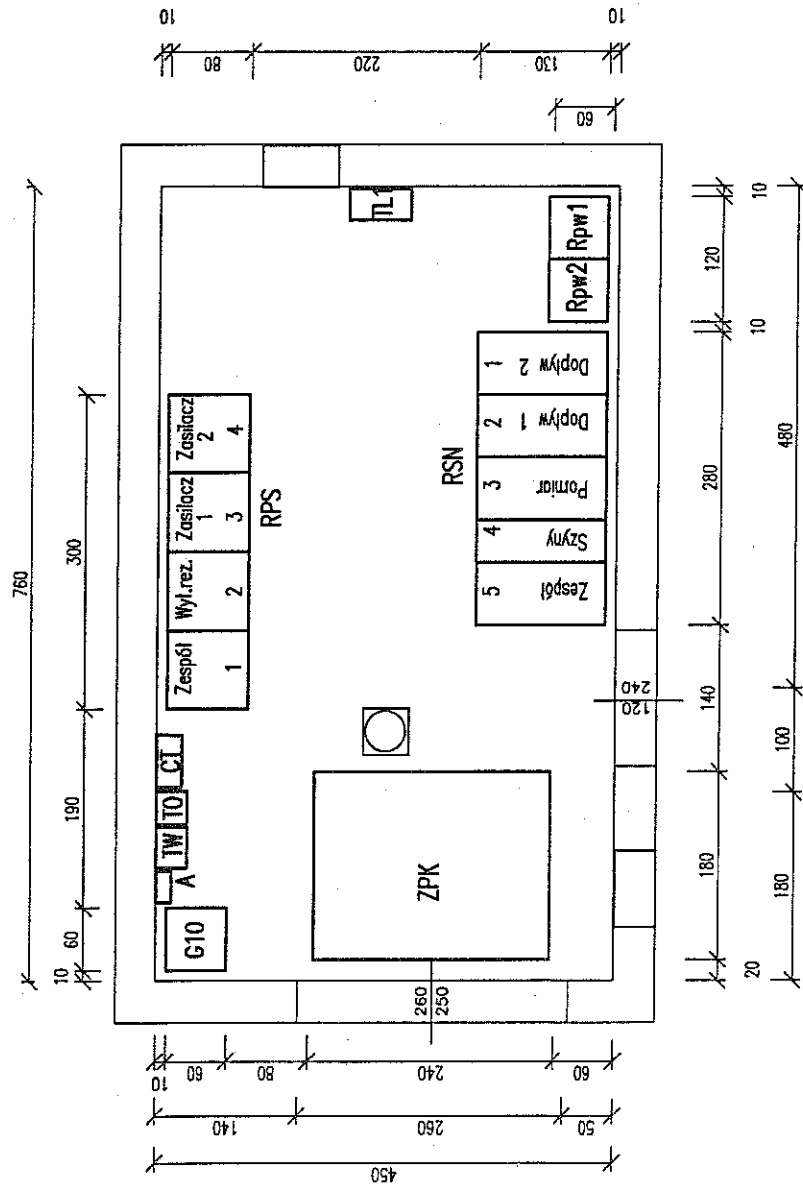 10
80
220
130
10
60
760
300
190
60
10
Zespół
1
Wył.rez.
2
Zasilacz
1
3
Zasilacz
2
4
RPS
TL1
CT
TO
TW
A
G10
ZPK
RSN
1
Dopływ 2
2
Dopływ 1
3
Pomiar
4
Szyny
5
Zespół
Rpw2
Rpw1
260
250
240
120
10
120
10
280
140
180
480
100
180
20
10
60
80
240
60
140
260
50
450